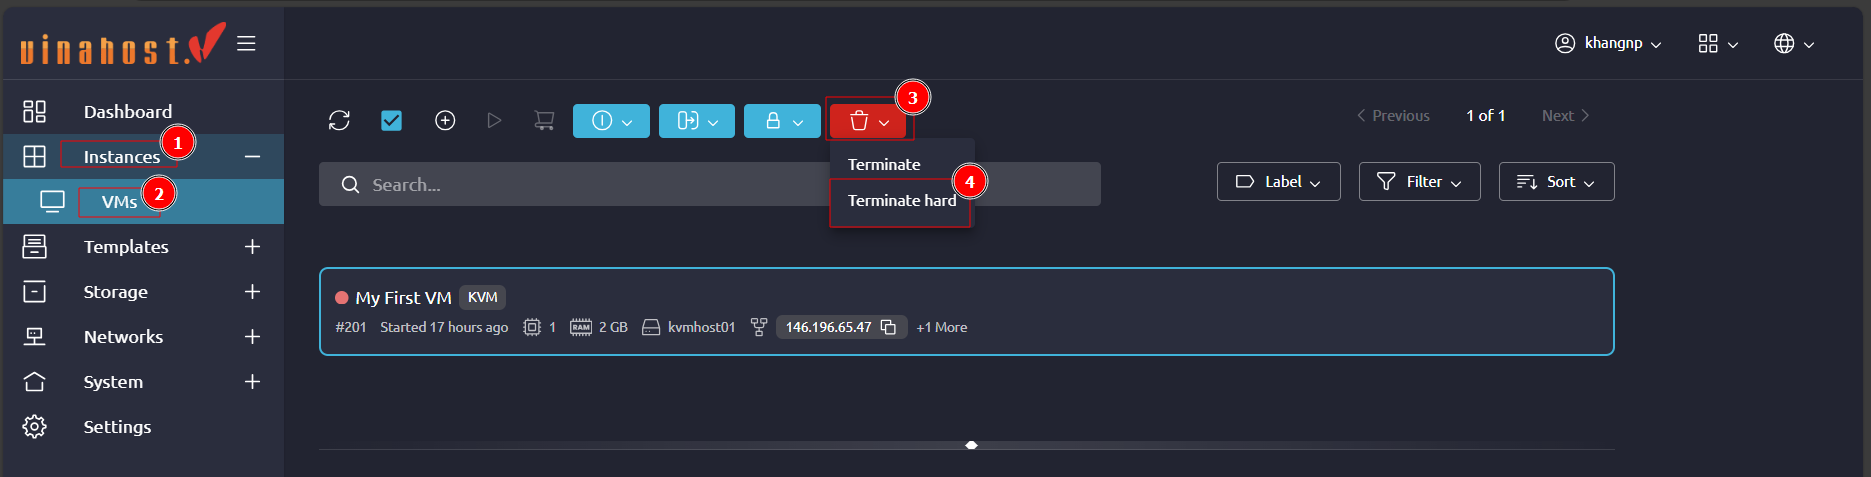 vinahost.
khangnp
Dashboard
Instances
1
VMs
2
Templates
Storage
Networks
System
Settings
3
Previous
1 of 1
Next
Terminate
Terminate hard
4
Search...
Label
Filter
Sort
My First VM KVM
#201 Started 17 hours ago 1 RAM 2 GB kvmhost01 146.196.65.47 +1 More